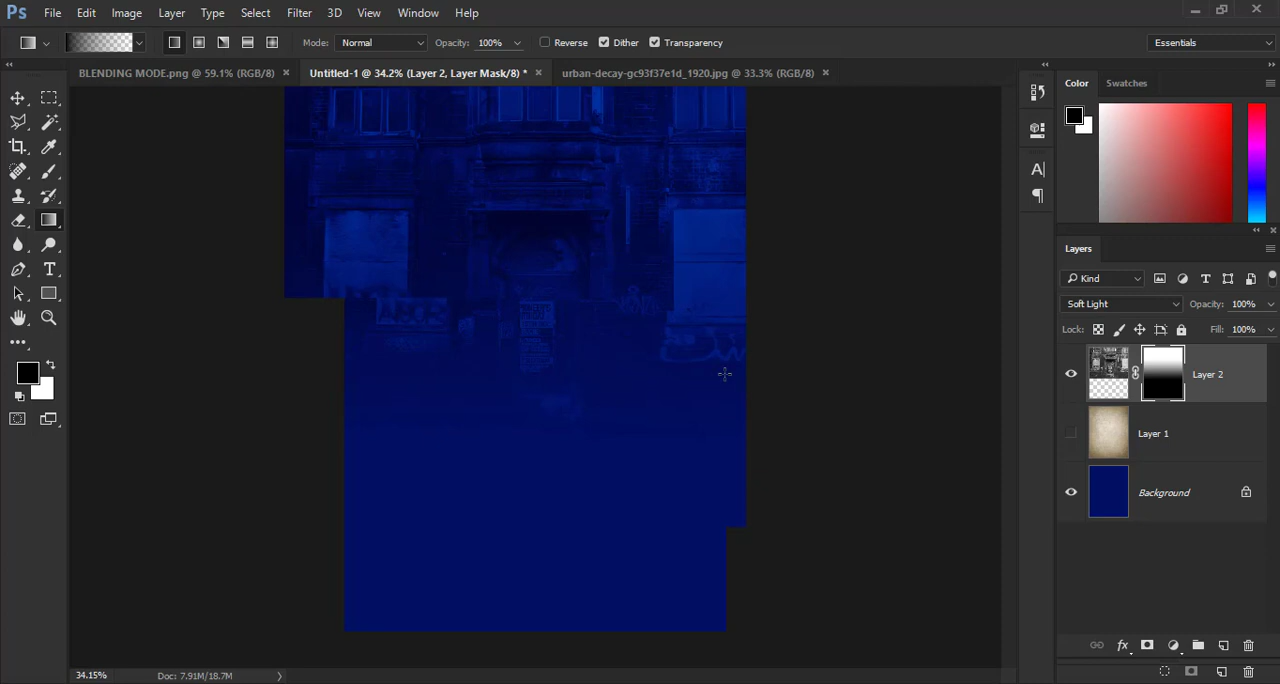 Ps File Edit Image Layer Type Select Filter 3D View Window Help
Mode: Normal Opacity: 100% Reverse Dither Transparency Essentials
BLENDING MODE.png @ 59.1% (RGB/8) × Untitled-1 @ 34.2% (Layer 2, Layer Mask/8) * × urban-decay-gc93f37e1d_1920.jpg @ 33.3% (RGB/8) ×
Color Swatches
Layers
Kind
Soft Light Opacity: 100%
Lock: Fill: 100%
Layer 2
Layer 1
Background
34.15% Doc: 7.91M/18.7M